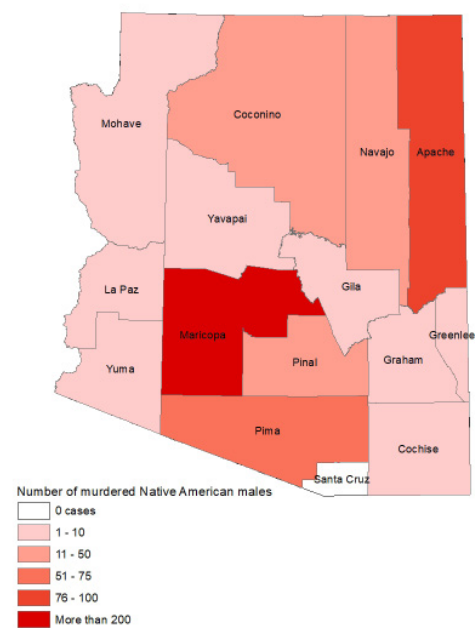 Mohave
Coconino
Navajo
Apache
Yavapai
La Paz
Gila
Greenlee
Maricopa
Yuma
Pinal
Graham
Pima
Cochise
Santa Cruz
Number of murdered Native American males
0 cases
1 - 10
11 - 50
51 - 75
76 - 100
More than 200